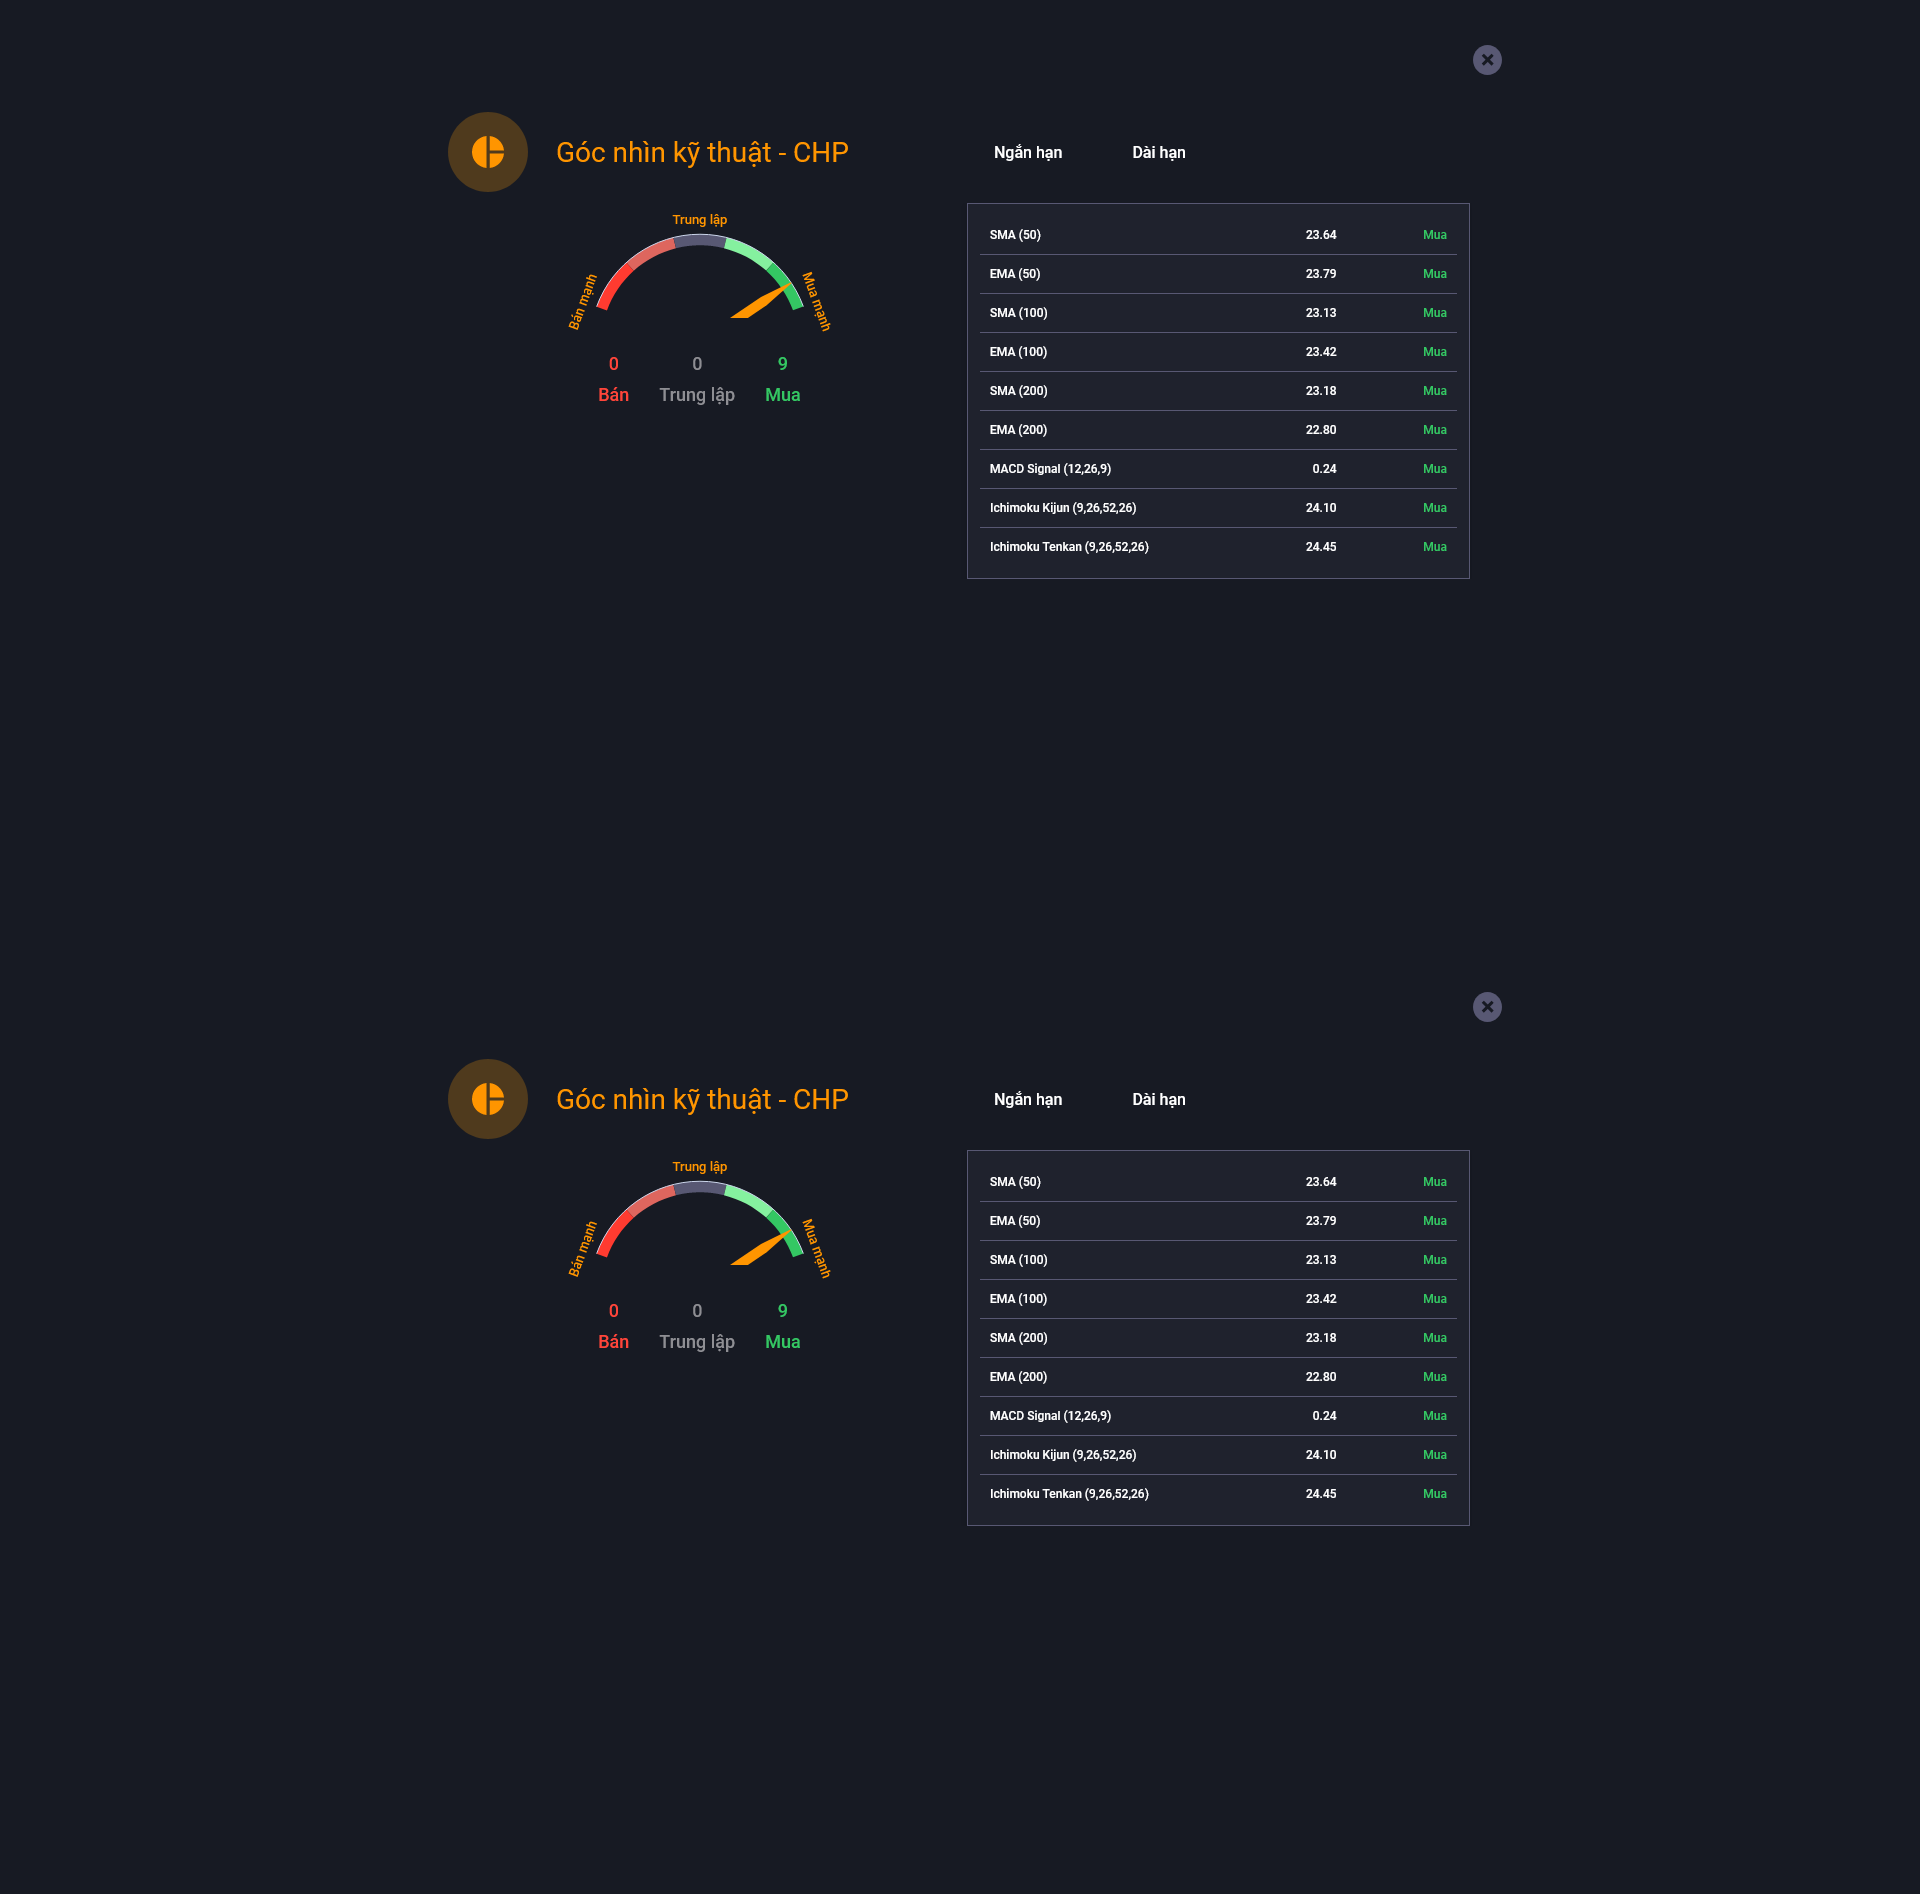 Góc nhìn kỹ thuật - CHP
Ngắn hạn Dài hạn
Trung lập
Bán mạnh
Mua mạnh
0 0 9
Bán Trung lập Mua
SMA (50) 23.64 Mua
EMA (50) 23.79 Mua
SMA (100) 23.13 Mua
EMA (100) 23.42 Mua
SMA (200) 23.18 Mua
EMA (200) 22.80 Mua
MACD Signal (12,26,9) 0.24 Mua
Ichimoku Kijun (9,26,52,26) 24.10 Mua
Ichimoku Tenkan (9,26,52,26) 24.45 Mua
Góc nhìn kỹ thuật - CHP
Ngắn hạn Dài hạn
Trung lập
Bán mạnh
Mua mạnh
0 0 9
Bán Trung lập Mua
SMA (50) 23.64 Mua
EMA (50) 23.79 Mua
SMA (100) 23.13 Mua
EMA (100) 23.42 Mua
SMA (200) 23.18 Mua
EMA (200) 22.80 Mua
MACD Signal (12,26,9) 0.24 Mua
Ichimoku Kijun (9,26,52,26) 24.10 Mua
Ichimoku Tenkan (9,26,52,26) 24.45 Mua